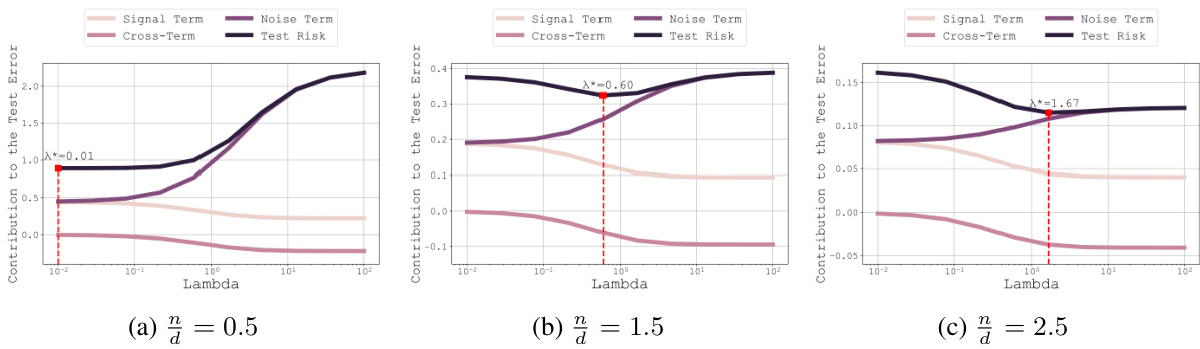 Signal Term Noise Term
Cross-Term Test Risk
Contribution to the Test Error
2.0
1.5
1.0
0.5
0.0
λ*=0.01
10⁻² 10⁻¹ 10⁰ 10¹ 10²
Lambda
(a) n/d = 0.5
Signal Term Noise Term
Cross-Term Test Risk
Contribution to the Test Error
0.4
0.3
0.2
0.1
0.0
−0.1
λ*=0.60
10⁻² 10⁻¹ 10⁰ 10¹ 10²
Lambda
(b) n/d = 1.5
Signal Term Noise Term
Cross-Term Test Risk
Contribution to the Test Error
0.15
0.10
0.05
0.00
−0.05
λ*=1.67
10⁻² 10⁻¹ 10⁰ 10¹ 10²
Lambda
(c) n/d = 2.5